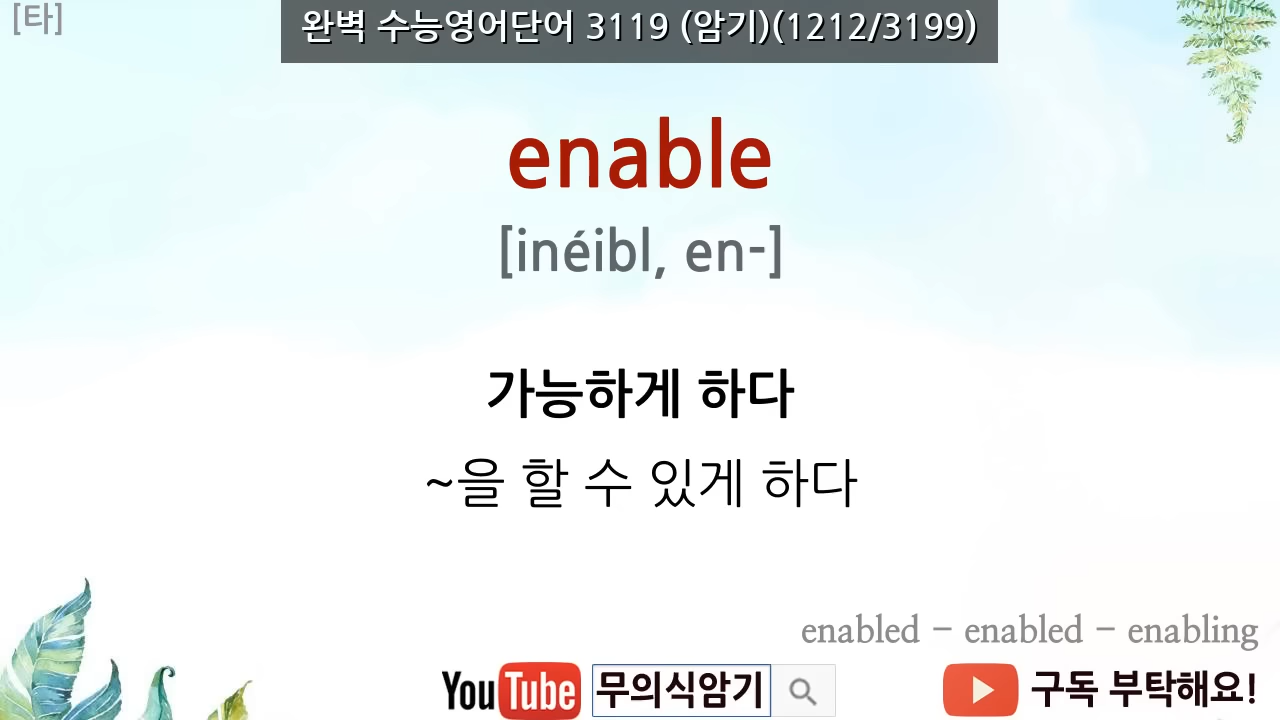 [타]
완벽 수능영어단어 3119 (암기)(1212/3199)
enable
[inéibl, en-]
가능하게 하다
~을 할 수 있게 하다
enabled - enabled - enabling
YouTube 무의식암기
구독 부탁해요!